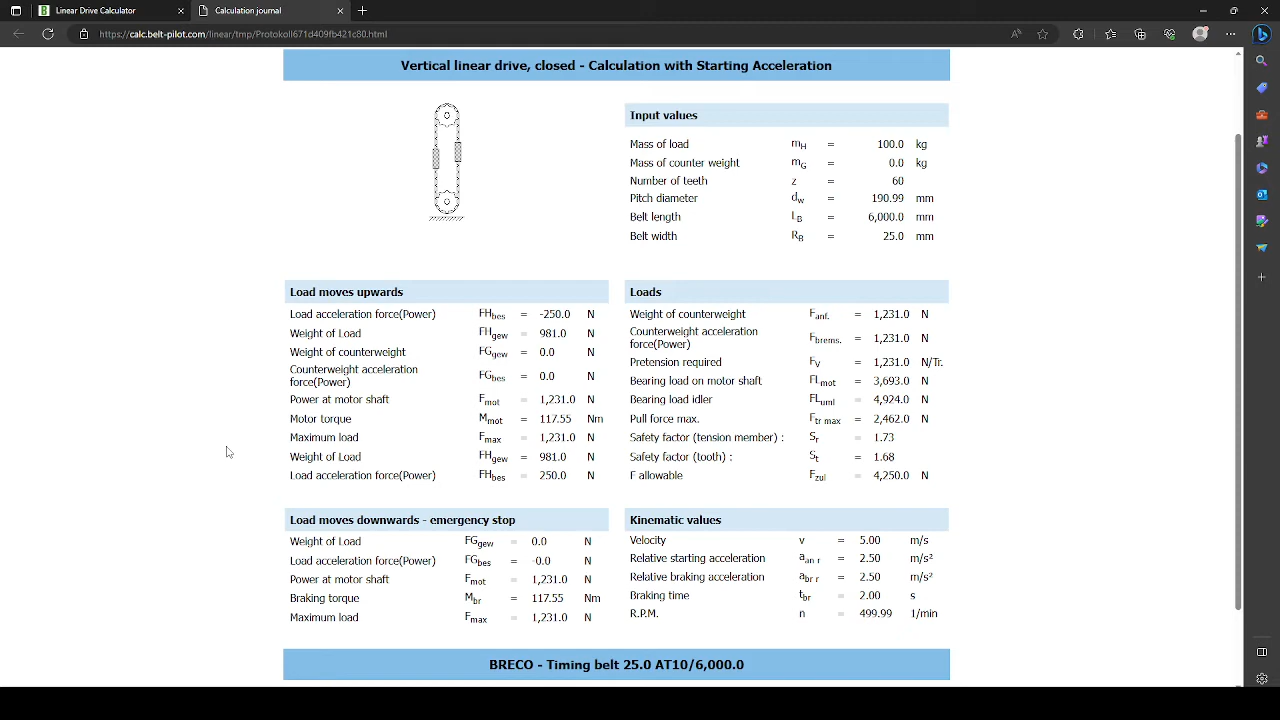 Linear Drive Calculator
Calculation journal
https://calc.belt-pilot.com/linear/tmp/Protokoll671d409fb421c80.html
Vertical linear drive, closed - Calculation with Starting Acceleration
Input values
Mass of load mH = 100.0 kg
Mass of counter weight mG = 0.0 kg
Number of teeth z = 60
Pitch diameter dw = 190.99 mm
Belt length LB = 6,000.0 mm
Belt width RB = 25.0 mm
Load moves upwards
Load acceleration force(Power) FHbes = -250.0 N
Weight of Load FHgew = 981.0 N
Weight of counterweight FGgew = 0.0 N
Counterweight acceleration
force(Power) FGbes = 0.0 N
Power at motor shaft Fmot = 1,231.0 N
Motor torque Mmot = 117.55 Nm
Maximum load Fmax = 1,231.0 N
Weight of Load FHgew = 981.0 N
Load acceleration force(Power) FHbes = 250.0 N
Loads
Weight of counterweight Fanf. = 1,231.0 N
Counterweight acceleration
force(Power) Fbrems. = 1,231.0 N
Pretension required FV = 1,231.0 N/Tr.
Bearing load on motor shaft FLmot = 3,693.0 N
Bearing load idler FLuml = 4,924.0 N
Pull force max. Ftr max = 2,462.0 N
Safety factor (tension member) : Sr = 1.73
Safety factor (tooth) : St = 1.68
F allowable Fzul = 4,250.0 N
Load moves downwards - emergency stop
Weight of Load FGgew = 0.0 N
Load acceleration force(Power) FGbes = -0.0 N
Power at motor shaft Fmot = 1,231.0 N
Braking torque Mbr = 117.55 Nm
Maximum load Fmax = 1,231.0 N
Kinematic values
Velocity v = 5.00 m/s
Relative starting acceleration aan r = 2.50 m/s²
Relative braking acceleration abr r = 2.50 m/s²
Braking time tbr = 2.00 s
R.P.M. n = 499.99 1/min
BRECO - Timing belt 25.0 AT10/6,000.0